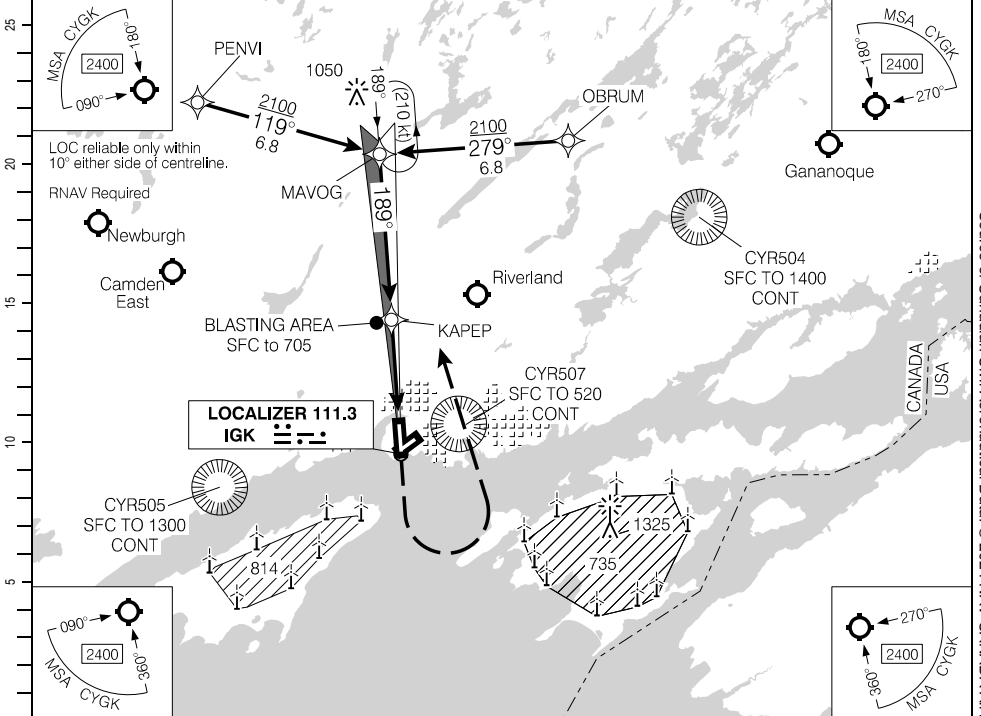 25
20
15
10
5
MSA CYGK
180°
2400
090°
PENVI
1050
189°
(210 kt)
OBRUM
MSA CYGK
180°
2400
270°
2100
119°
6.8
2100
279°
6.8
LOC reliable only within
10° either side of centreline.
RNAV Required
MAVOG
Gananoque
189°
Newburgh
Camden
East
Riverland
CYR504
SFC TO 1400
CONT
BLASTING AREA
SFC to 705
KAPEP
CYR507
SFC TO 520
CONT
CANADA
USA
LOCALIZER 111.3
IGK
CYR505
SFC TO 1300
CONT
814
1325
735
090°
2400
360°
MSA CYGK
270°
2400
360°
MSA CYGK